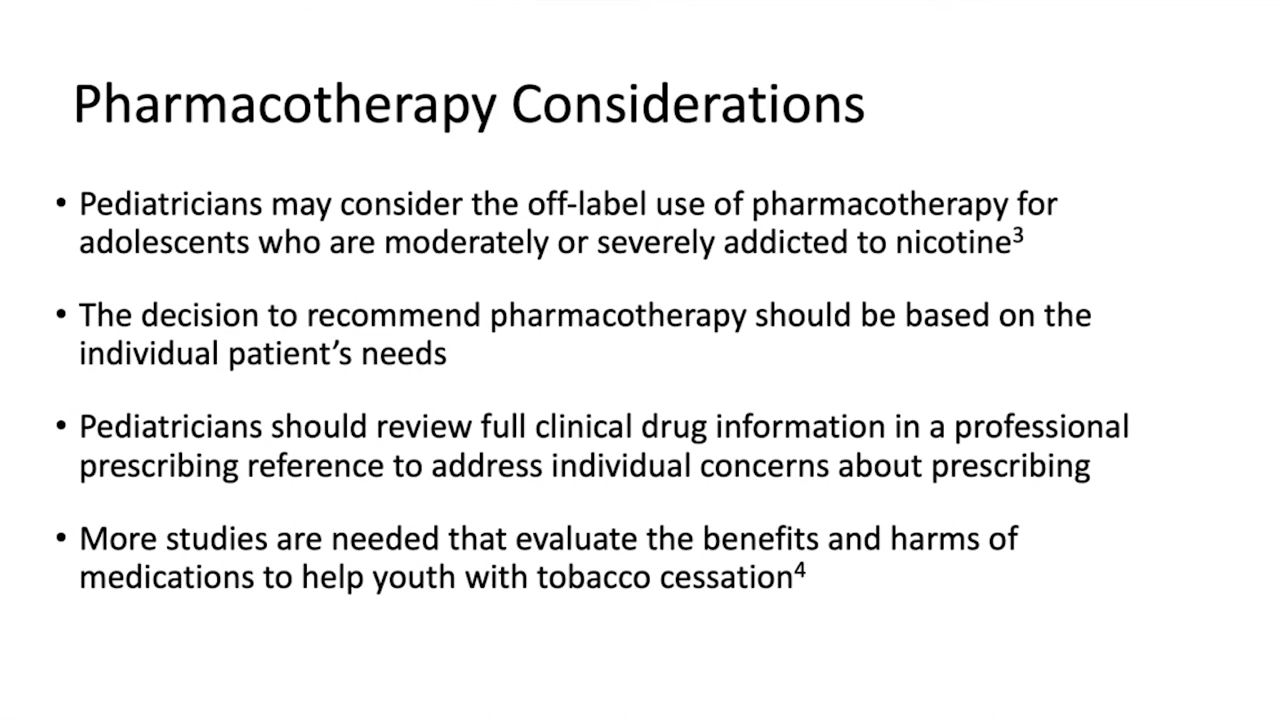 Pharmacotherapy Considerations
• Pediatricians may consider the off-label use of pharmacotherapy for
adolescents who are moderately or severely addicted to nicotine³
• The decision to recommend pharmacotherapy should be based on the
individual patient’s needs
• Pediatricians should review full clinical drug information in a professional
prescribing reference to address individual concerns about prescribing
• More studies are needed that evaluate the benefits and harms of
medications to help youth with tobacco cessation⁴